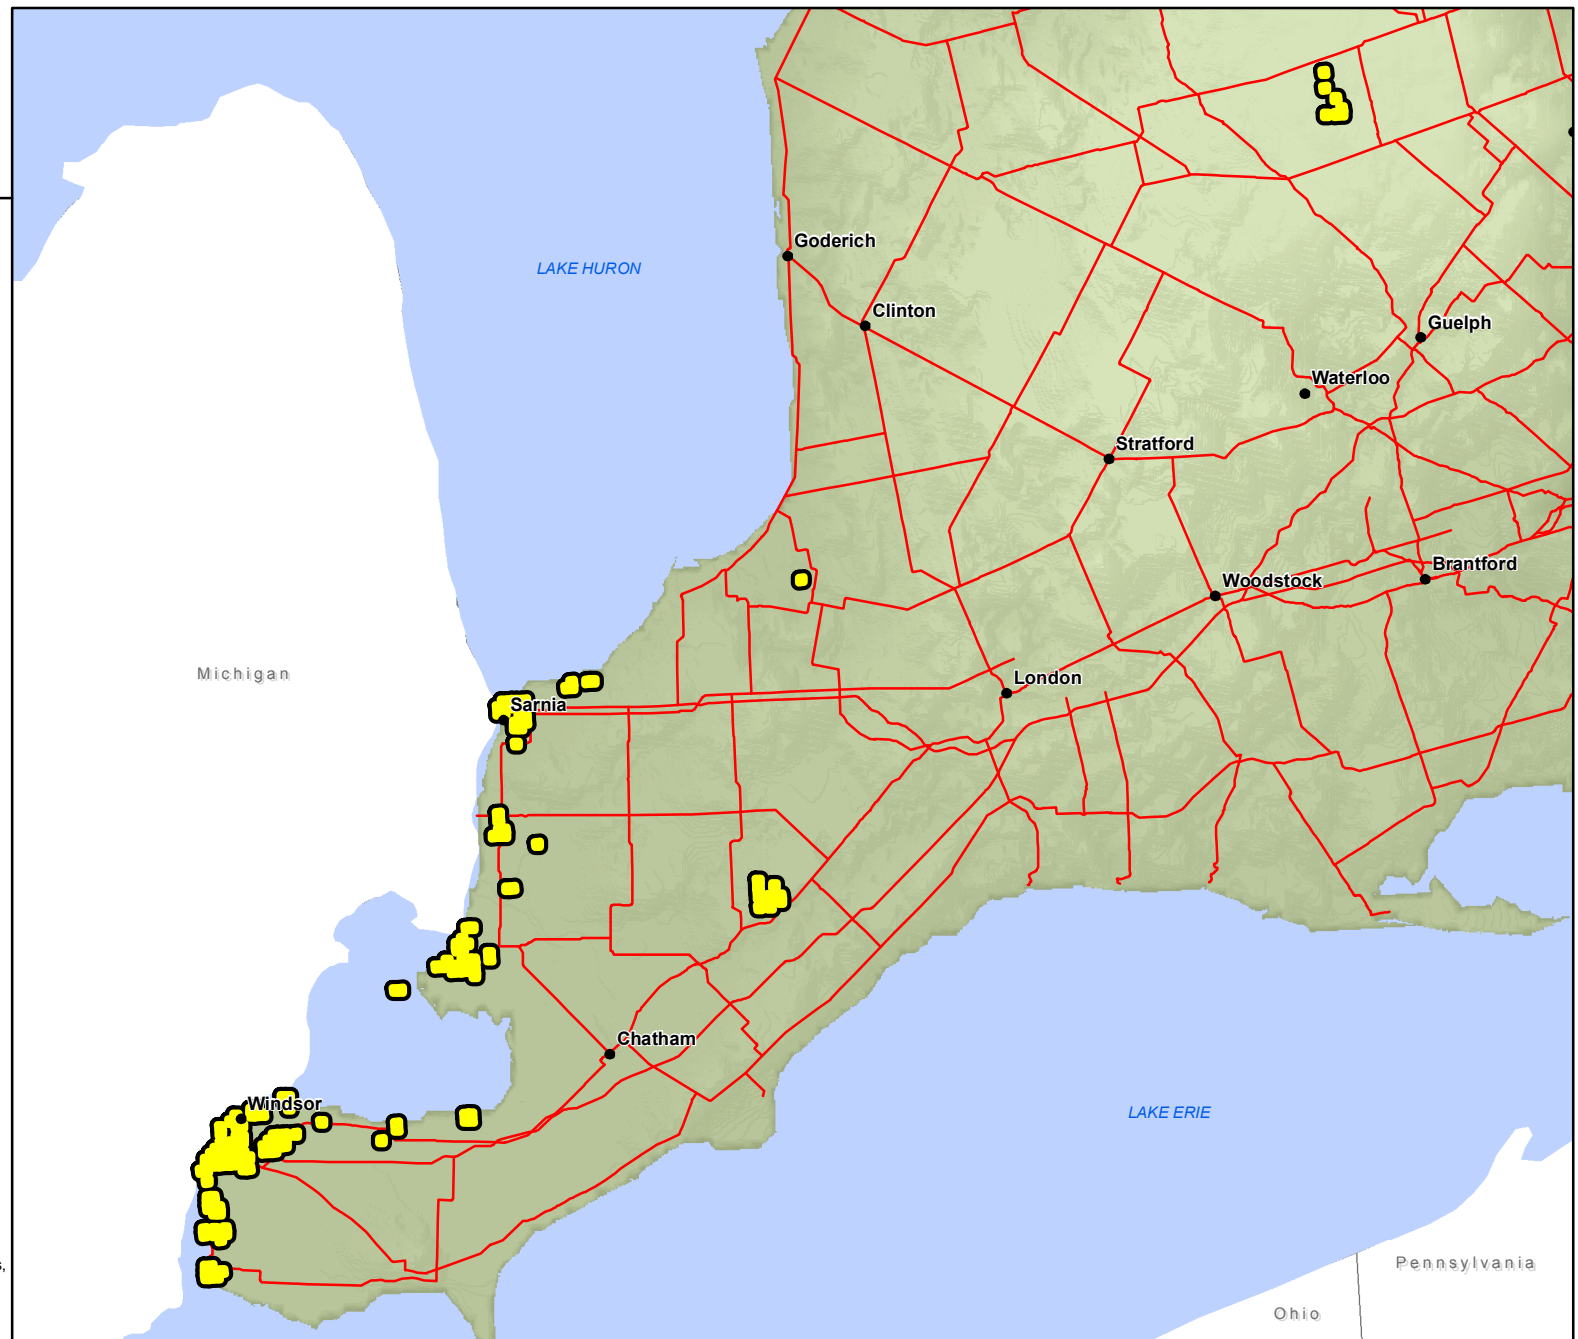 Goderich
LAKE HURON
Clinton
Guelph
Waterloo
Stratford
Brantford
Woodstock
Michigan
London
Sarnia
Chatham
Windsor
LAKE ERIE
Pennsylvania
Ohio